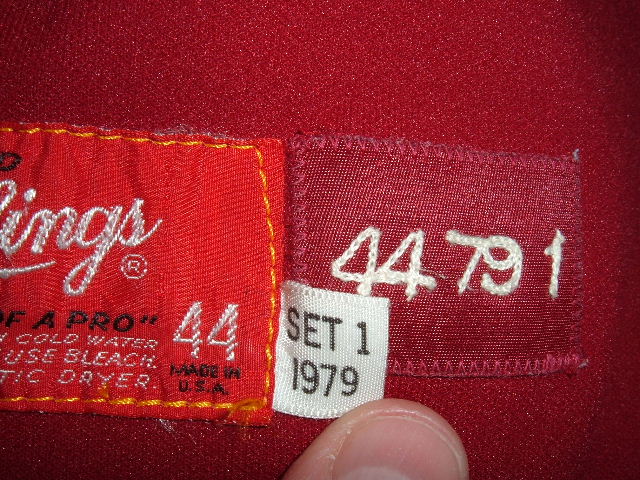 lings®
OF A PRO" 44
COLD WATER MADE IN
USE BLEACH U.S.A.
TIC DRYER
SET 1
1979
44 79 1